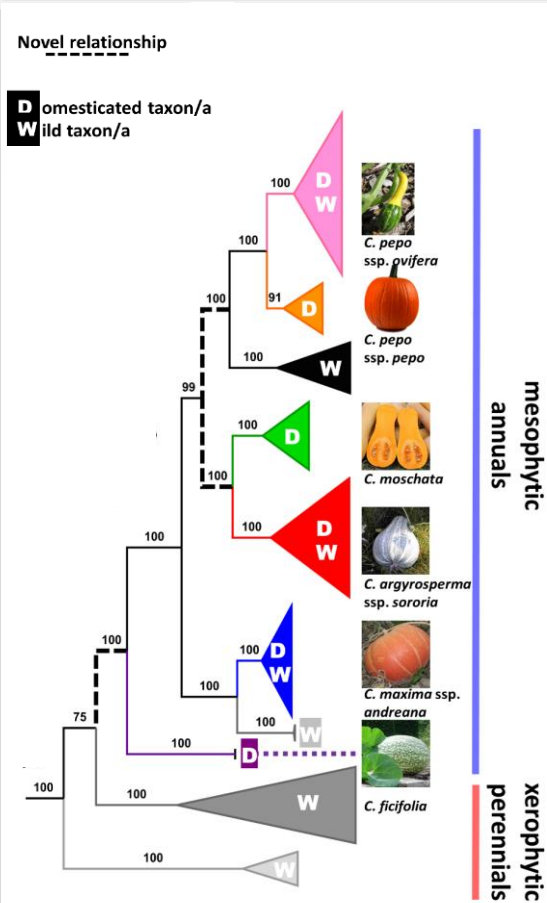 Novel relationship
D omesticated taxon/a
W ild taxon/a
100
D
W
C. pepo
ssp. ovifera
100
91
D
C. pepo
ssp. pepo
100
100
W
99
100
D
C. moschata
100
100
D
W
C. argyrosperma
ssp. sororia
100
100
D
W
C. maxima ssp.
andreana
100
100
W
100
100
D
C. ficifolia
75
100
W
100
100
W
mesophytic
annuals
xerophytic
perennials